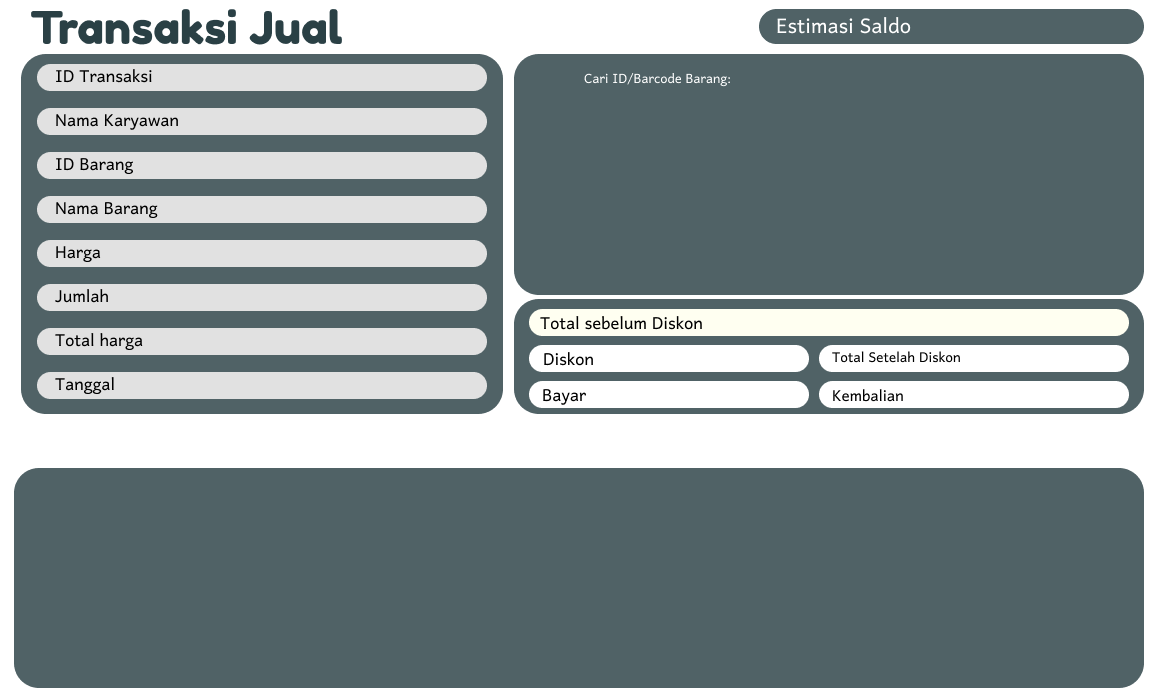 Transaksi Jual
Estimasi Saldo
ID Transaksi
Nama Karyawan
ID Barang
Nama Barang
Harga
Jumlah
Total harga
Tanggal
Cari ID/Barcode Barang:
Total sebelum Diskon
Diskon
Total Setelah Diskon
Bayar
Kembalian